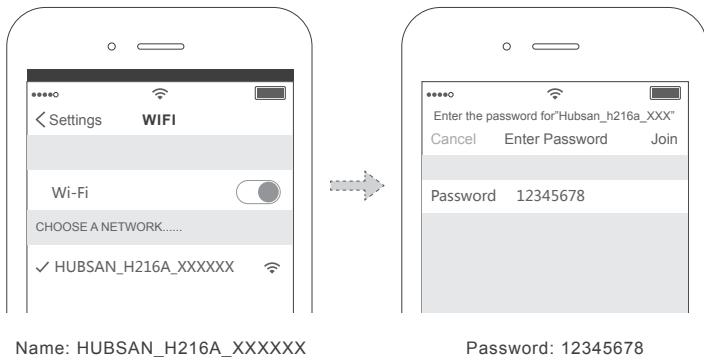 Settings WIFI
Wi-Fi
CHOOSE A NETWORK......
HUBSAN_H216A_XXXXXX
Name: HUBSAN_H216A_XXXXXX
Enter the password for"Hubsan_h216a_XXX"
Cancel Enter Password Join
Password 12345678
Password: 12345678